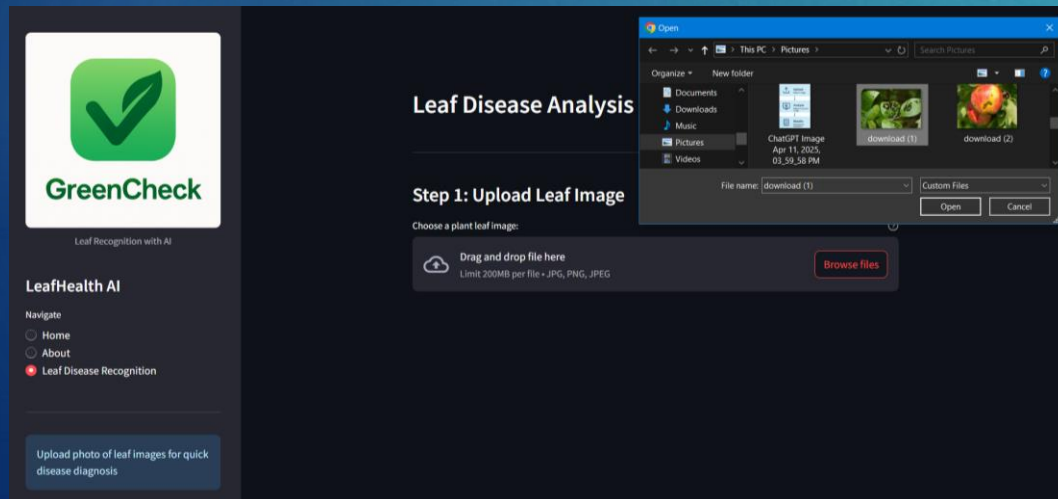 GreenCheck
Leaf Recognition with AI
LeafHealth AI
Navigate
Home
About
Leaf Disease Recognition
Upload photo of leaf images for quick
disease diagnosis
Leaf Disease Analysis
Step 1: Upload Leaf Image
Choose a plant leaf image:
Drag and drop file here
Limit 200MB per file • JPG, PNG, JPEG
Browse files
Open
This PC > Pictures >
Search Pictures
Organize
New folder
Documents
Downloads
Music
Pictures
Videos
ChatGPT Image
Apr 11, 2025,
03_59_58 PM
download (1)
download (2)
File name:
download (1)
Custom Files
Open
Cancel